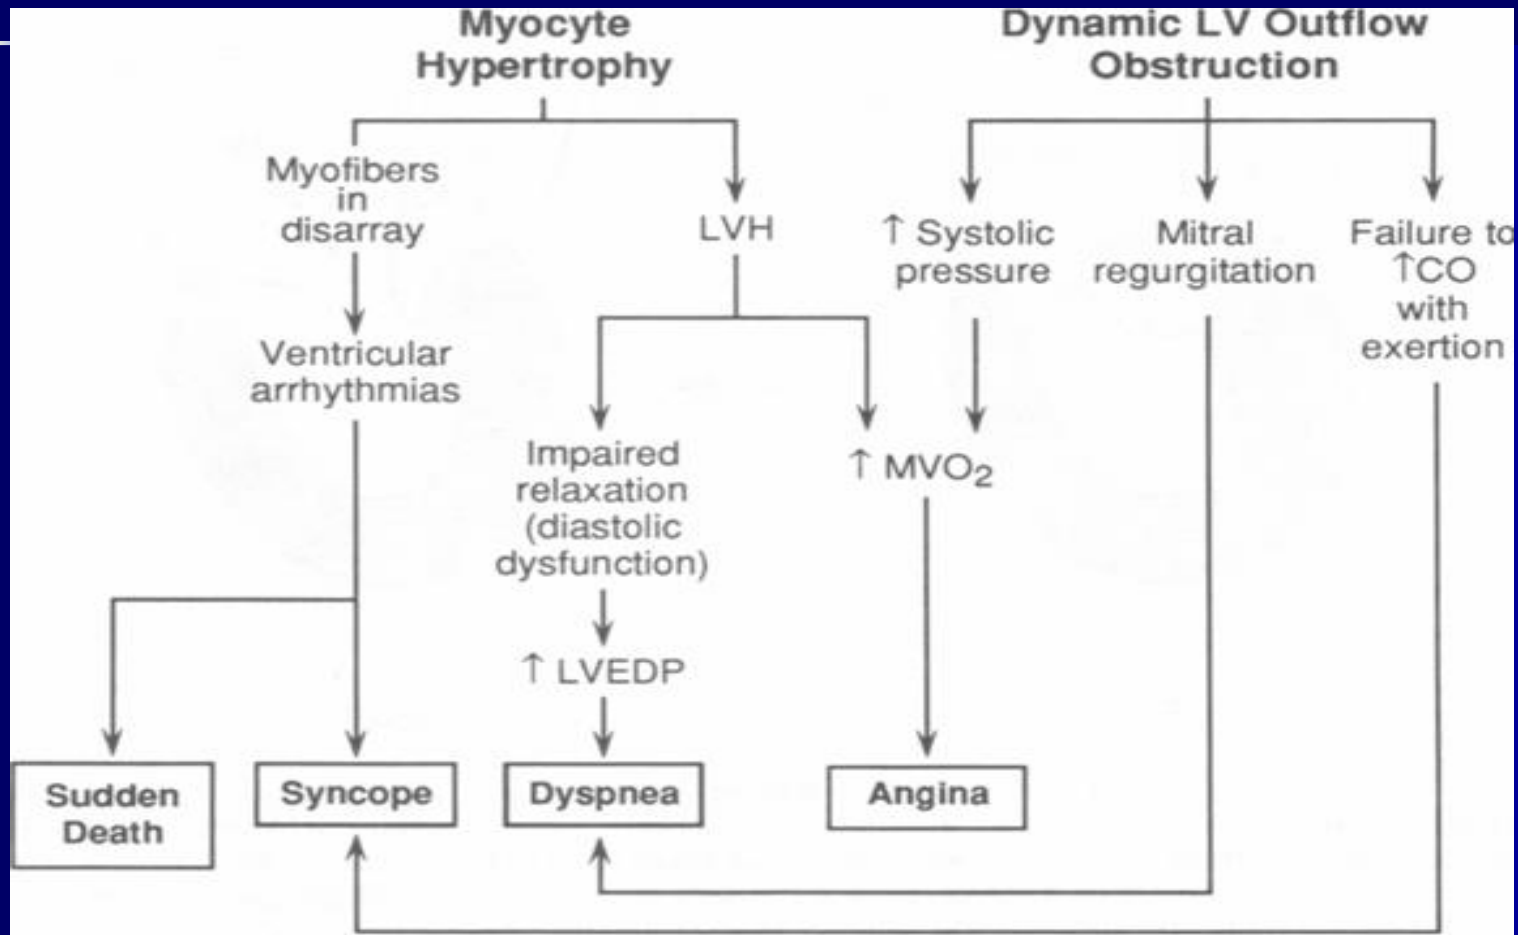 Myocyte
Hypertrophy
Dynamic LV Outflow
Obstruction
Myofibers
in
disarray
LVH
↑ Systolic
pressure
Mitral
regurgitation
Failure to
↑CO
with
exertion
Ventricular
arrhythmias
Impaired
relaxation
(diastolic
dysfunction)
↑ MVO₂
↑ LVEDP
Sudden
Death
Syncope
Dyspnea
Angina